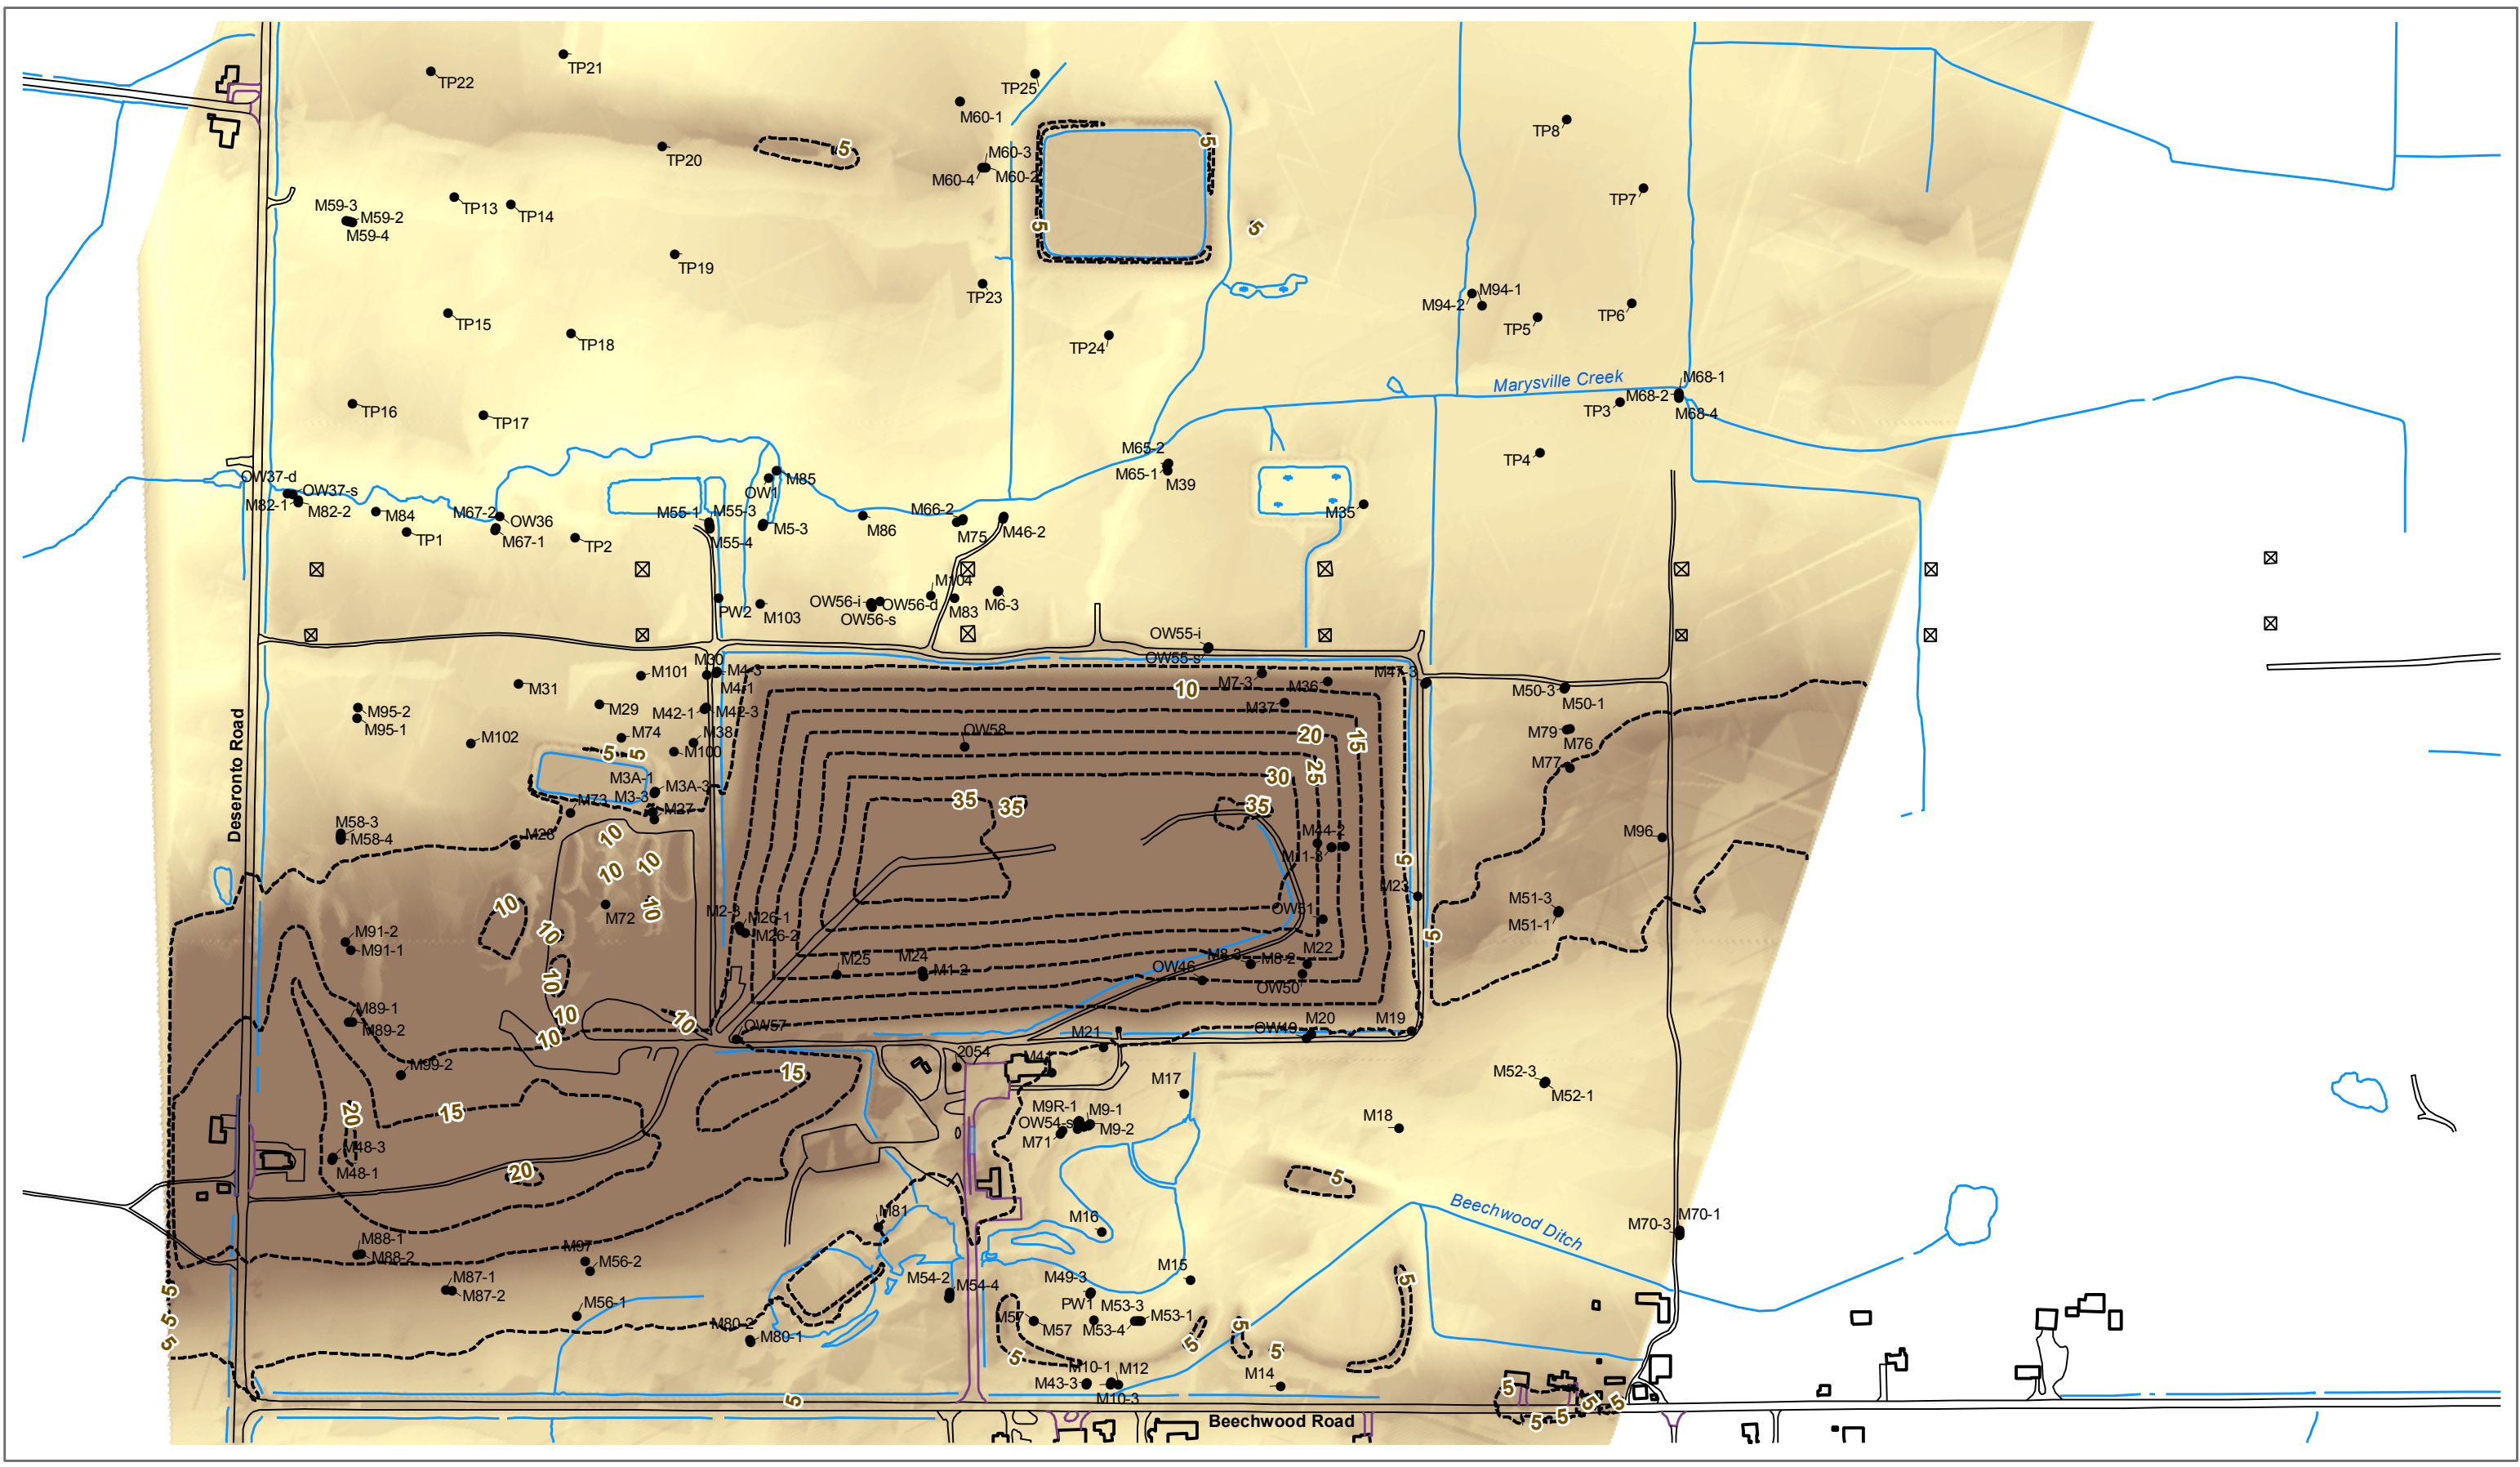 TP21
TP22
TP25
M60-1
TP8
TP20
5
5
M60-3
M60-4
M60-2
TP7
M59-3
M59-2
M59-4
TP13
TP14
5
5
TP19
TP23
M94-1
M94-2
TP6
TP5
TP15
TP18
TP24
Marysville Creek
M68-1
M68-2
M68-4
TP3
TP16
TP17
M65-2
M65-1
M39
TP4
OW37-d
OW37-s
M82-1
M82-2
M84
TP1
M67-2
OW36
M67-1
TP2
M85
OW1
M55-1
M55-3
M55-4
M5-3
M86
M66-2
M75
M46-2
M35
M104
OW56-i
OW56-d
OW56-s
M83
M6-3
PW2
M103
OW55-i
OW55-s
M30
M4-3
M4-1
M101
M31
M29
M42-1
M42-3
M7-3
M36
M37
M47-3
M50-3
M50-1
10
M95-2
M95-1
M102
M74
M38
M100
OW58
20
15
M79
M76
M77
5
5
M3A-1
M3A-3
M3-3
M27
M73
30
25
35
35
35
Deseronto Road
M58-3
M58-4
M28
10
10
10
M44-2
M11-3
M96
5
M23
M72
10
10
10
M2-3
M26-1
M26-2
OW51
M51-3
M51-1
5
M91-2
M91-1
10
M25
M24
M1-2
M8-3
M8-2
M22
OW46
OW50
M89-1
M89-2
10
10
10
OW57
M21
OW49
M20
M19
2054
M41
M99-2
15
M17
M52-3
M52-1
20
15
M9R-1
M9-1
OW54-s
M9-2
M71
M18
M48-3
M48-1
20
5
Beechwood Ditch
M81
M16
M70-1
M70-3
M88-1
M88-2
M97
M56-2
M15
M87-1
M87-2
M54-2
M54-4
M49-3
PW1
M53-3
M53-1
M53-4
5
5
5
5
M56-1
M57
M57
M80-2
M80-1
5
5
5
5
M10-1
M12
M43-3
M10-3
M14
5
5
5
5
5
5
Beechwood Road